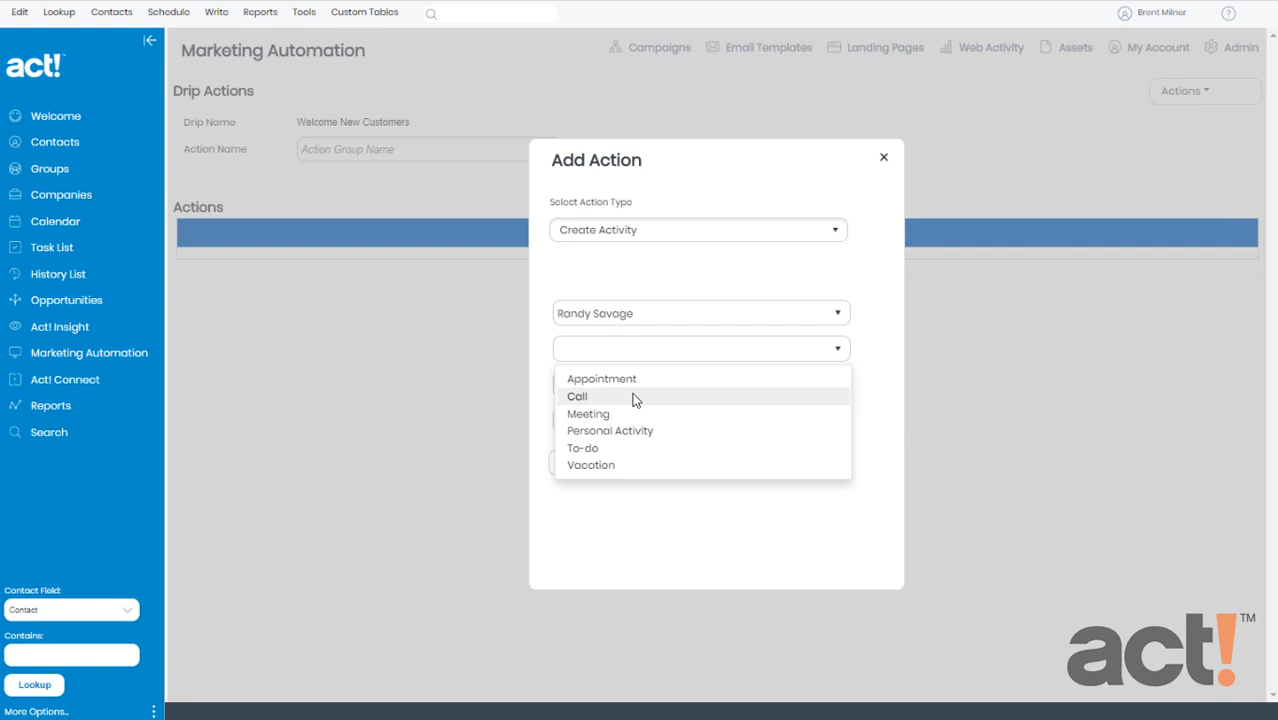 Edit Lookup Contacts Schedule Write Reports Tools Custom Tables
Brent Milnor ?
act!™
Welcome
Contacts
Groups
Companies
Calendar
Task List
History List
Opportunities
Act! Insight
Marketing Automation
Act! Connect
Reports
Search
Contact Field:
Contact
Contains:
Lookup
More Options...
Marketing Automation
Campaigns Email Templates Landing Pages Web Activity Assets My Account Admin
Drip Actions
Actions
Drip Name Welcome New Customers
Action Name Action Group Name
Actions
Add Action
×
Select Action Type
Create Activity
Randy Savage
Appointment
Call
Meeting
Personal Activity
To-do
Vacation
act!™